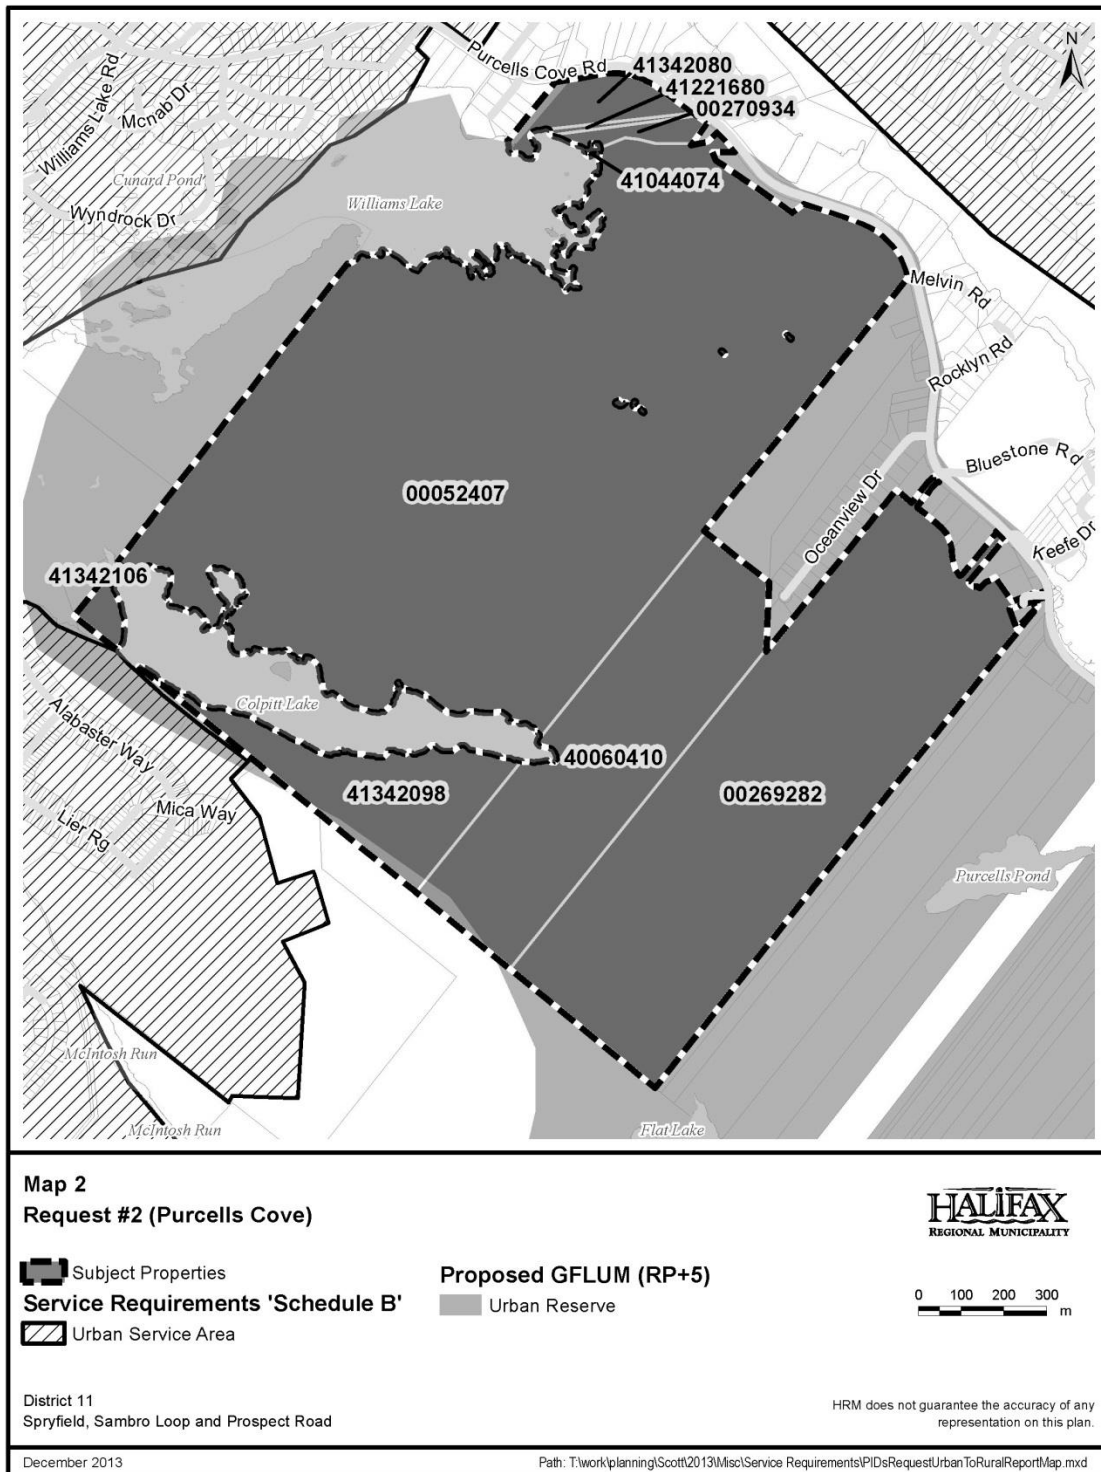 N
Purcells Cove Rd
41342080
41221680
00270934
41044074
Williams Lake Rd
Mcnab Dr
Cunard Pond
Wyndrock Dr
Williams Lake
Melvin Rd
Rocklyn Rd
Bluestone Rd
Oceanview Dr
Keefe Dr
00052407
41342106
Colpitt Lake
Alabaster Way
Mica Way
Lier Rg
40060410
41342098
00269282
Purcells Pond
McIntosh Run
McIntosh Run
Flat Lake
Map 2
Request #2 (Purcells Cove)
HALIFAX
REGIONAL MUNICIPALITY
Subject Properties
Service Requirements 'Schedule B'
Urban Service Area
Proposed GFLUM (RP+5)
Urban Reserve
0 100 200 300
m
District 11
Spryfield, Sambro Loop and Prospect Road
HRM does not guarantee the accuracy of any
representation on this plan.
December 2013
Path: T:\work\planning\Scott\2013\Misc\Service Requirements\PIDsRequestUrbanToRuralReportMap.mxd